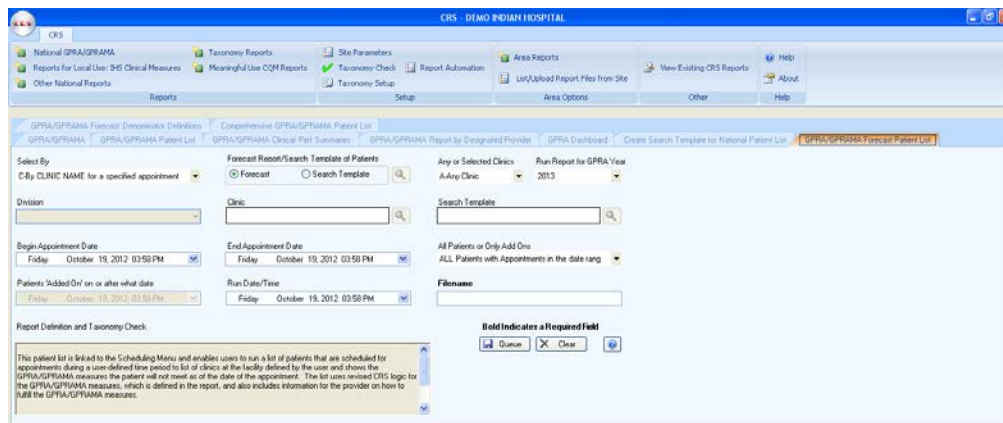 CRS - DEMO INDIAN HOSPITAL
CRS
National GPRA/GPRAMA
Reports for Local Use: IHS Clinical Measures
Other National Reports
Taxonomy Reports
Meaningful Use CQM Reports
Reports
Site Parameters
Taxonomy Check
Report Automation
Taxonomy Setup
Setup
Area Reports
List/Upload Report Files from Site
Area Options
View Existing CRS Reports
Other
Help
About
Help
GPRA/GPRAMA Forecast Denominator Definitions
Comprehensive GPRA/GPRAMA Patient List
GPRA/GPRAMA
GPRA/GPRAMA Patient List
GPRA/GPRAMA Clinical Perf Summaries
GPRA/GPRAMA Report by Designated Provider
GPRA Dashboard
Create Search Template for National Patient List
GPRA/GPRAMA Forecast Patient List
Select By
Forecast Report/Search Template of Patients
Any or Selected Clinics
Run Report for GPRA Year
C-By CLINIC NAME for a specified appointment
Forecast
Search Template
A-Any Clinic
2013
Division
Clinic
Search Template
Begin Appointment Date
End Appointment Date
All Patients or Only Add Ons
Friday October 19, 2012 03:58 PM
Friday October 19, 2012 03:58 PM
ALL Patients with Appointments in the date rang
Patients 'Added On' on or after what date
Run Date/Time
Filename
Friday October 19, 2012 03:58 PM
Friday October 19, 2012 03:58 PM
Report Definition and Taxonomy Check
Bold Indicates a Required Field
Queue
Clear
This patient list is linked to the Scheduling Menu and enables users to run a list of patients that are scheduled for
appointments during a user-defined time period to list of clinics at the facility defined by the user and shows the
GPRA/GPRAMA measures the patient will not meet as of the date of the appointment. The list uses revised CRS logic for
the GPRA/GPRAMA measures, which is defined in the report, and also includes information for the provider on how to
fulfill the GPRA/GPRAMA measures.